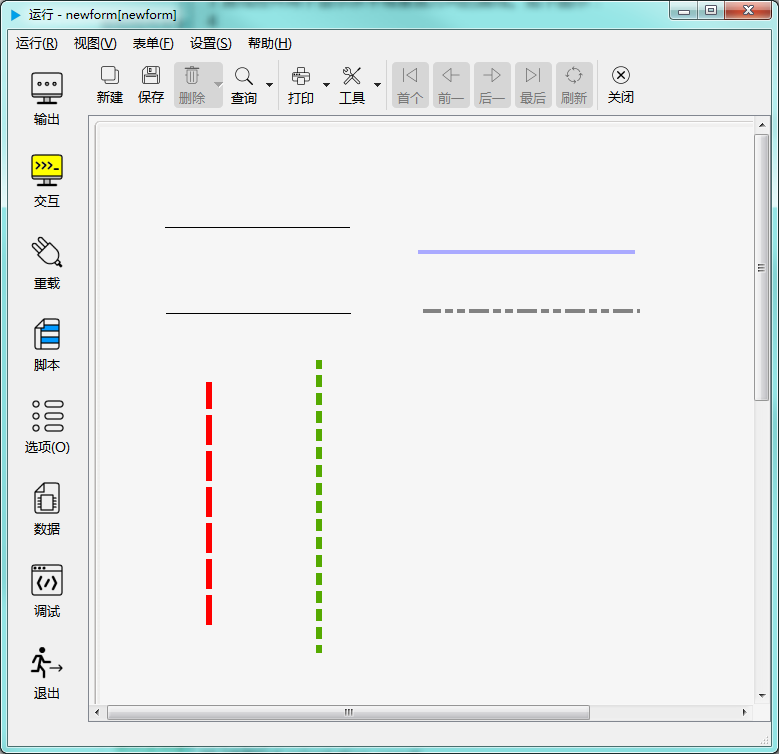 运行 - newform[newform]
运行(R) 视图(V) 表单(F) 设置(S) 帮助(H)
新建 保存 删除 查询 打印 工具 首个 前一 后一 最后 刷新 关闭
输出
交互
重载
脚本
选项(O)
数据
调试
退出